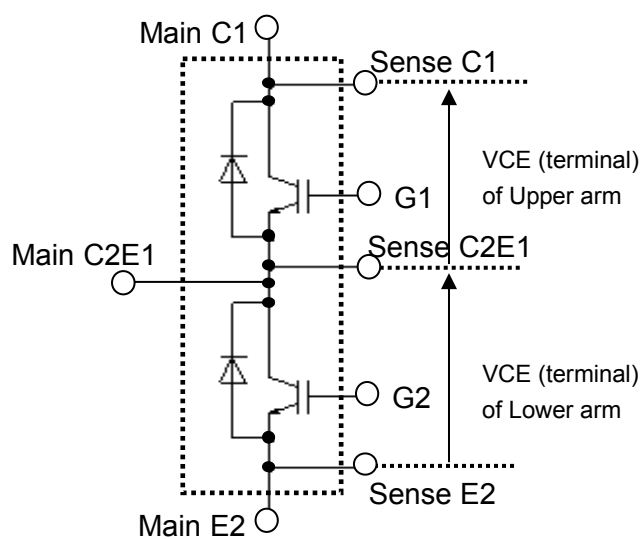 Main C1
Sense C1
VCE (terminal)
of Upper arm
G1
Sense C2E1
Main C2E1
VCE (terminal)
of Lower arm
G2
Sense E2
Main E2